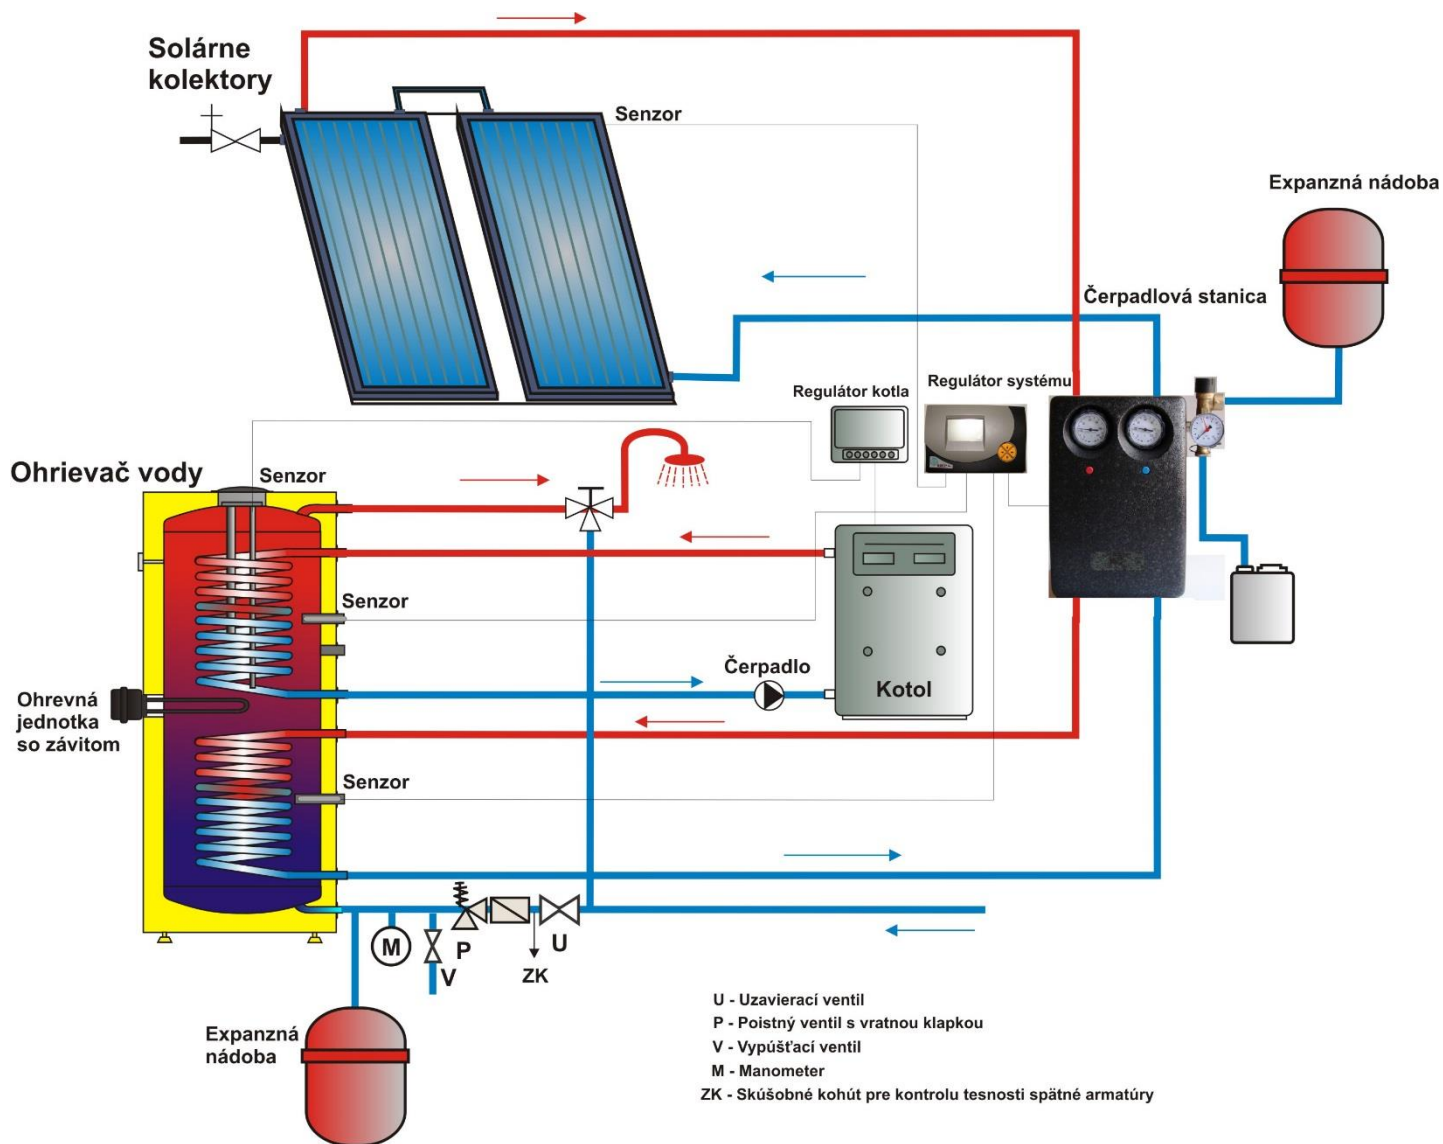 Solárne
kolektory
Senzor
Expanzná nádoba
Čerpadlová stanica
Regulátor kotla
Regulátor systému
Ohrievač vody
Senzor
Senzor
Čerpadlo
Kotol
Ohrevná
jednotka
so závitom
Senzor
M
V
P
ZK
U
Expanzná
nádoba
U - Uzavierací ventil
P - Poistný ventil s vratnou klapkou
V - Vypúšťací ventil
M - Manometer
ZK - Skúšobné kohút pre kontrolu tesnosti spätné armatúry